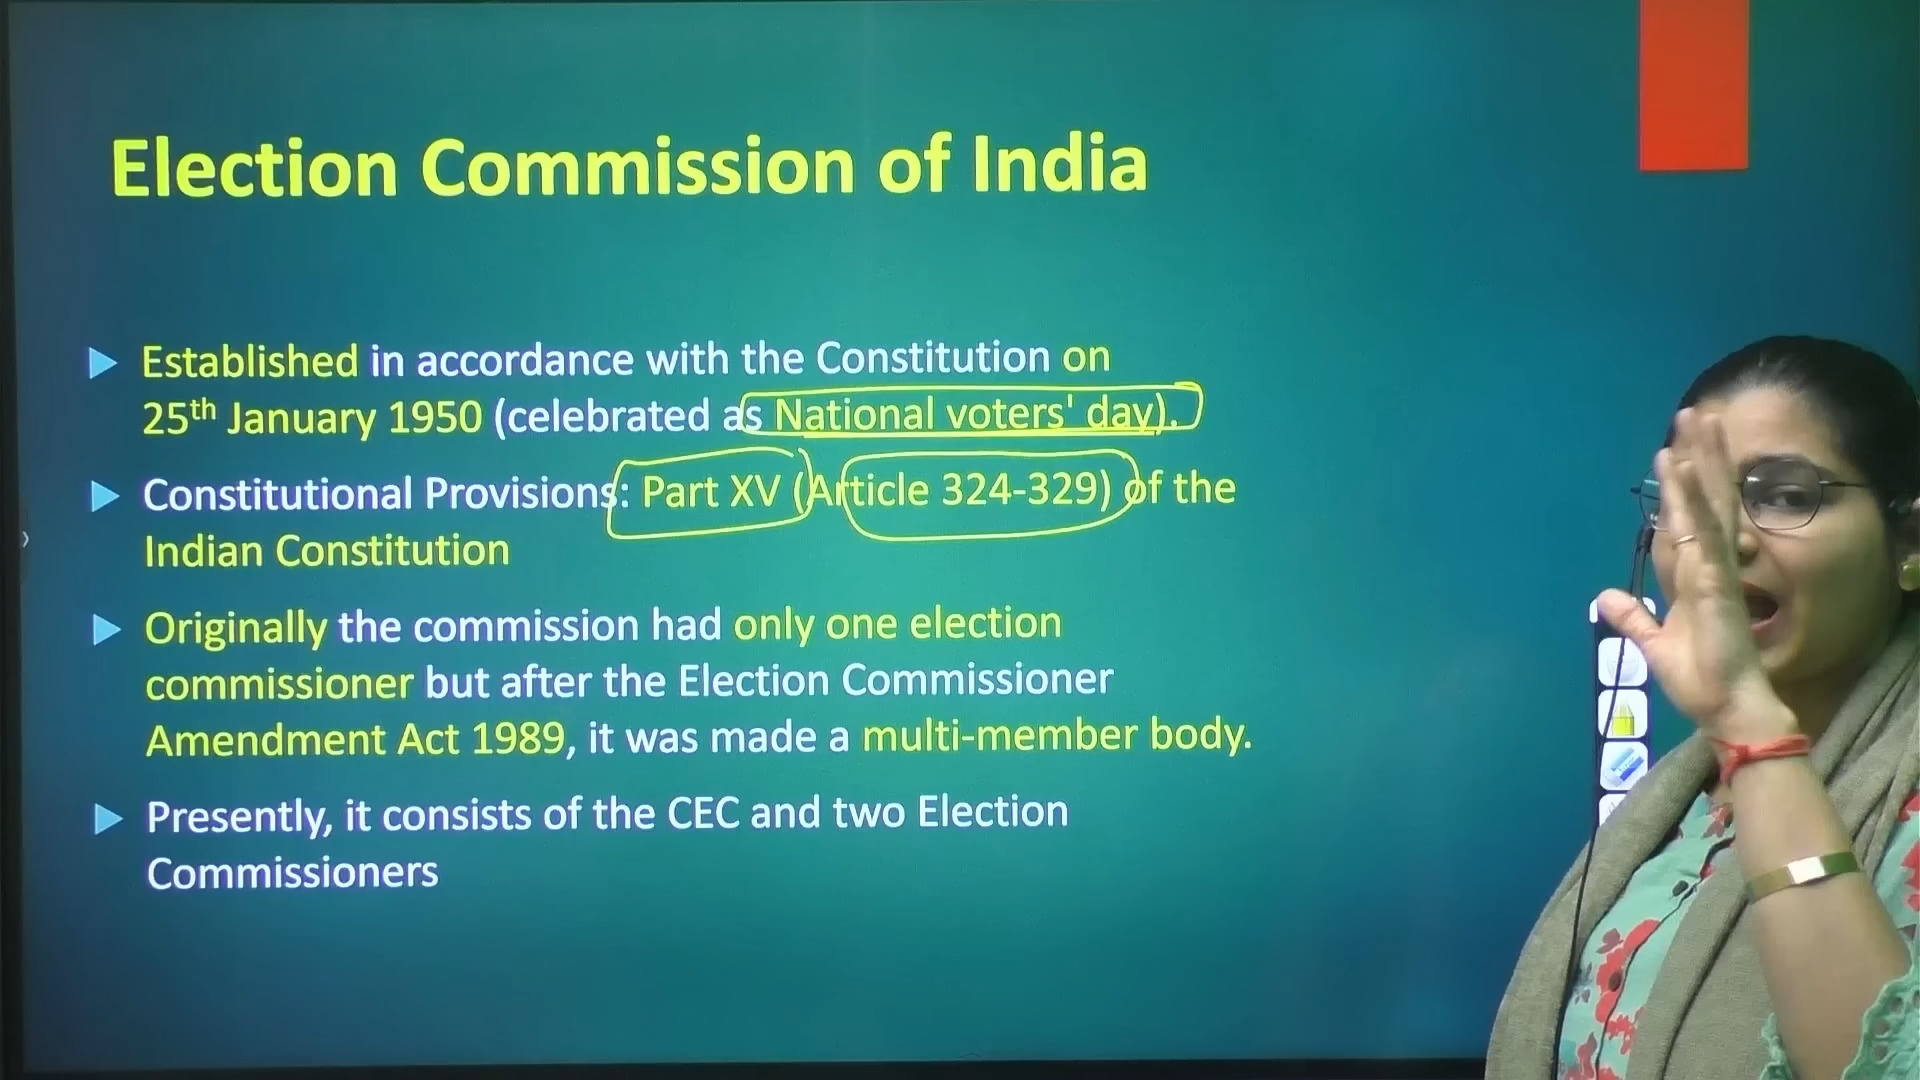 Election Commission of India
Established in accordance with the Constitution on
25th January 1950 (celebrated as National voters' day).
Constitutional Provisions: Part XV (Article 324-329) of the
Indian Constitution
Originally the commission had only one election
commissioner but after the Election Commissioner
Amendment Act 1989, it was made a multi-member body.
Presently, it consists of the CEC and two Election
Commissioners